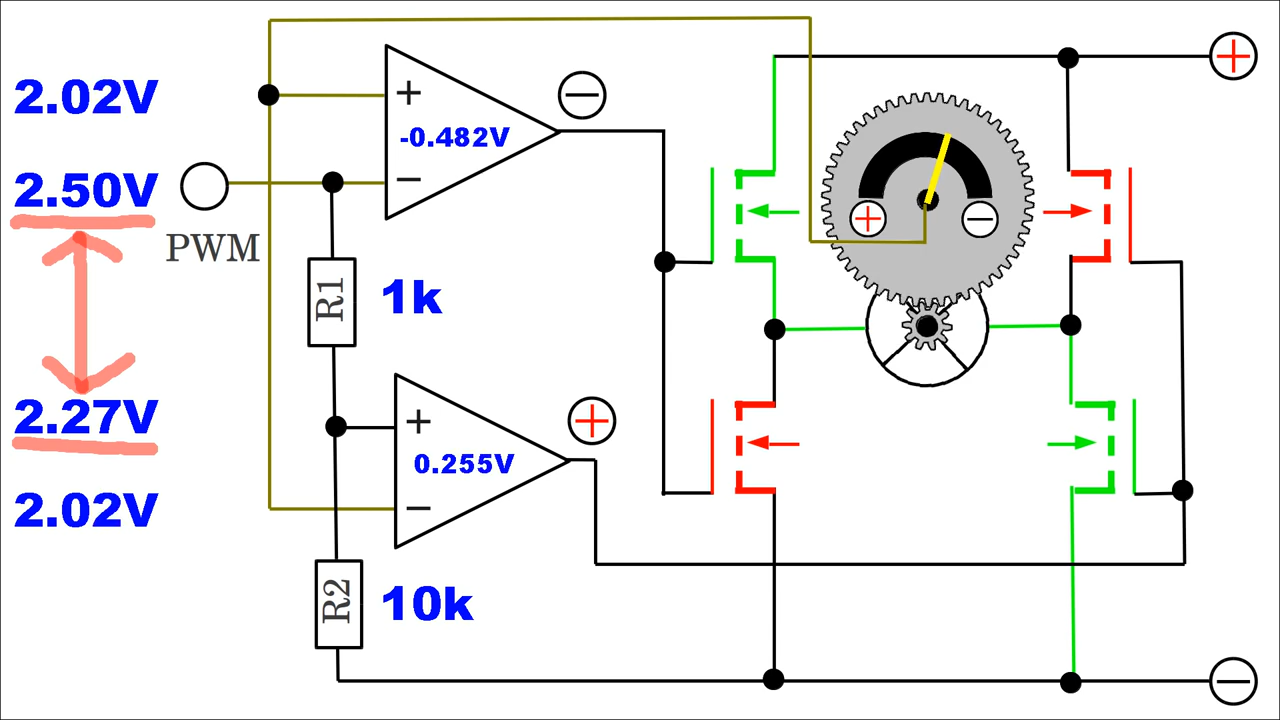 2.02V
+
-0.482V
−
−
+
2.50V
PWM
R1
1k
+
−
2.27V
+
0.255V
−
+
2.02V
R2
10k
−